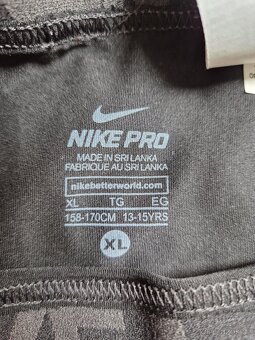 NIKE PRO
MADE IN SRI LANKA
FABRIQUE AU SRI LANKA
nikebetterworld.com
XL TG EG
158-170CM 13-15YRS
XL